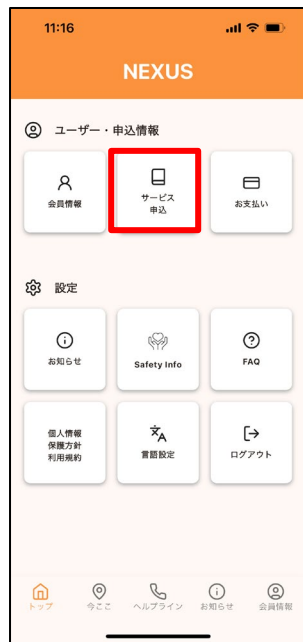 11:16
NEXUS
ユーザー・申込情報
会員情報
サービス
申込
お支払い
設定
お知らせ
Safety Info
FAQ
個人情報
保護方針
利用規約
言語設定
ログアウト
トップ
今ここ
ヘルプライン
お知らせ
会員情報